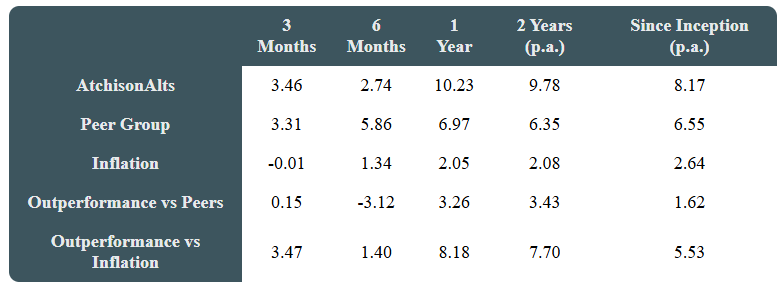 3 Months 6 Months 1 Year 2 Years (p.a.) Since Inception (p.a.)
AtchisonAlts 3.46 2.74 10.23 9.78 8.17
Peer Group 3.31 5.86 6.97 6.35 6.55
Inflation -0.01 1.34 2.05 2.08 2.64
Outperformance vs Peers 0.15 -3.12 3.26 3.43 1.62
Outperformance vs Inflation 3.47 1.40 8.18 7.70 5.53